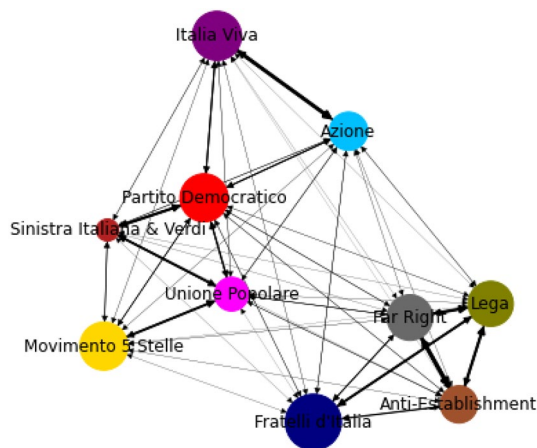 Italia Viva
Azione
Partito Democratico
Sinistra Italiana & Verdi
Unione Popolare
Lega
Far Right
Movimento 5 Stelle
Anti-Establishment
Fratelli d'Italia